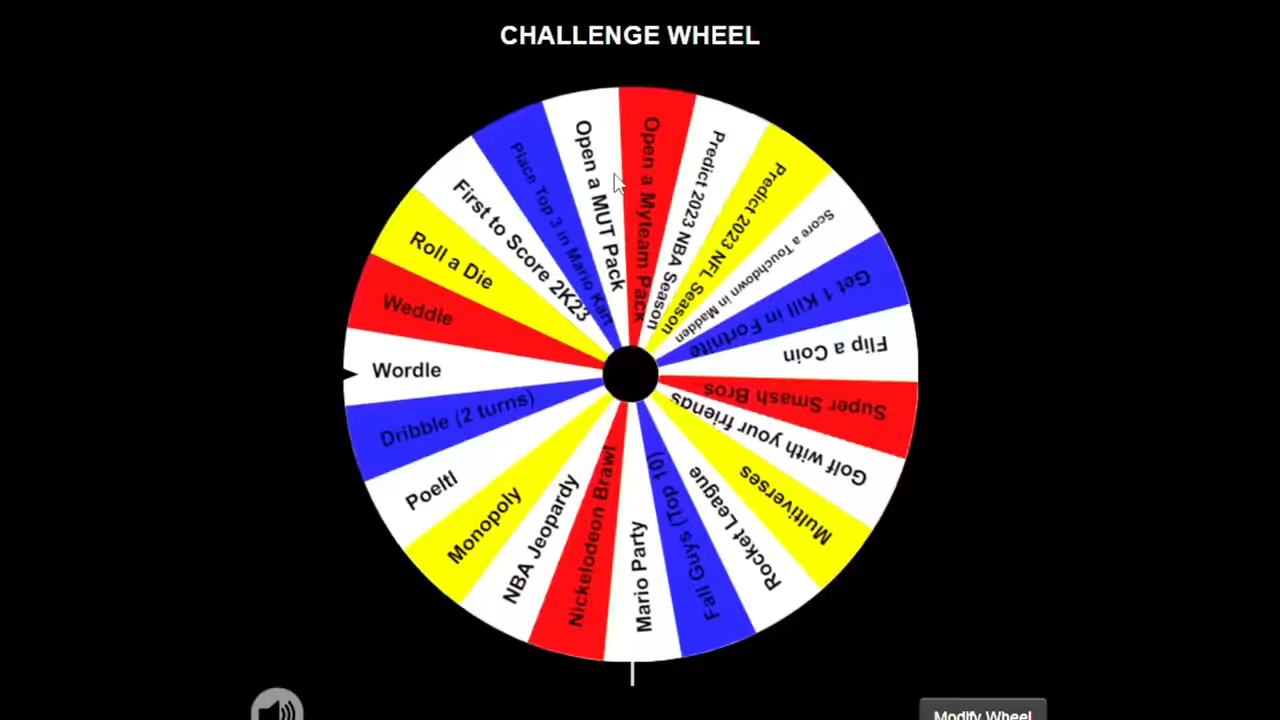 CHALLENGE WHEEL
Open a Myteam Pack
Predict 2023 NBA Season
Predict 2023 NFL Season
Score a Touchdown in Madden
Get 1 Kill in Fortnite
Flip a Coin
Super Smash Bros
Golf with your friends
Multiverses
Rocket League
Fall Guys (Top 10)
Mario Party
Nickelodeon Brawl
NBA Jeopardy
Monopoly
Poeltl
Dribble (2 turns)
Wordle
Weddle
Roll a Die
First to Score 2K23
Place Top 3 in Mario Kart
Open a MUT Pack
Modify Wheel